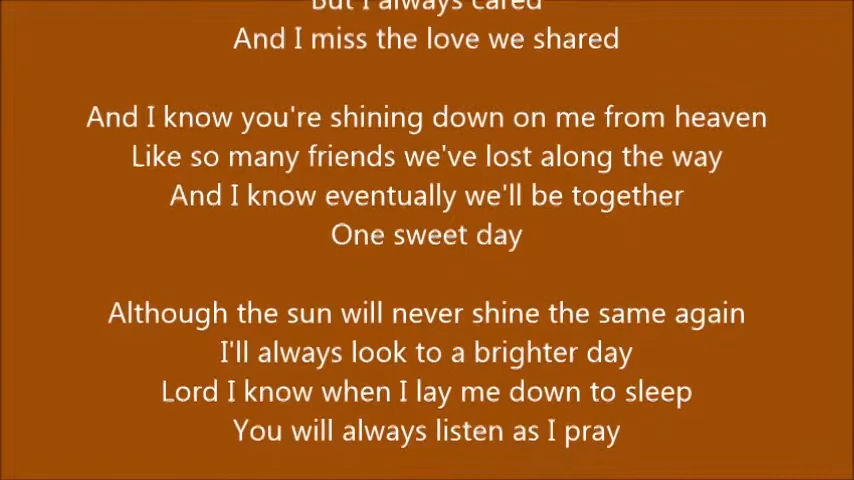 But I always cared
And I miss the love we shared
And I know you're shining down on me from heaven
Like so many friends we've lost along the way
And I know eventually we'll be together
One sweet day
Although the sun will never shine the same again
I'll always look to a brighter day
Lord I know when I lay me down to sleep
You will always listen as I pray